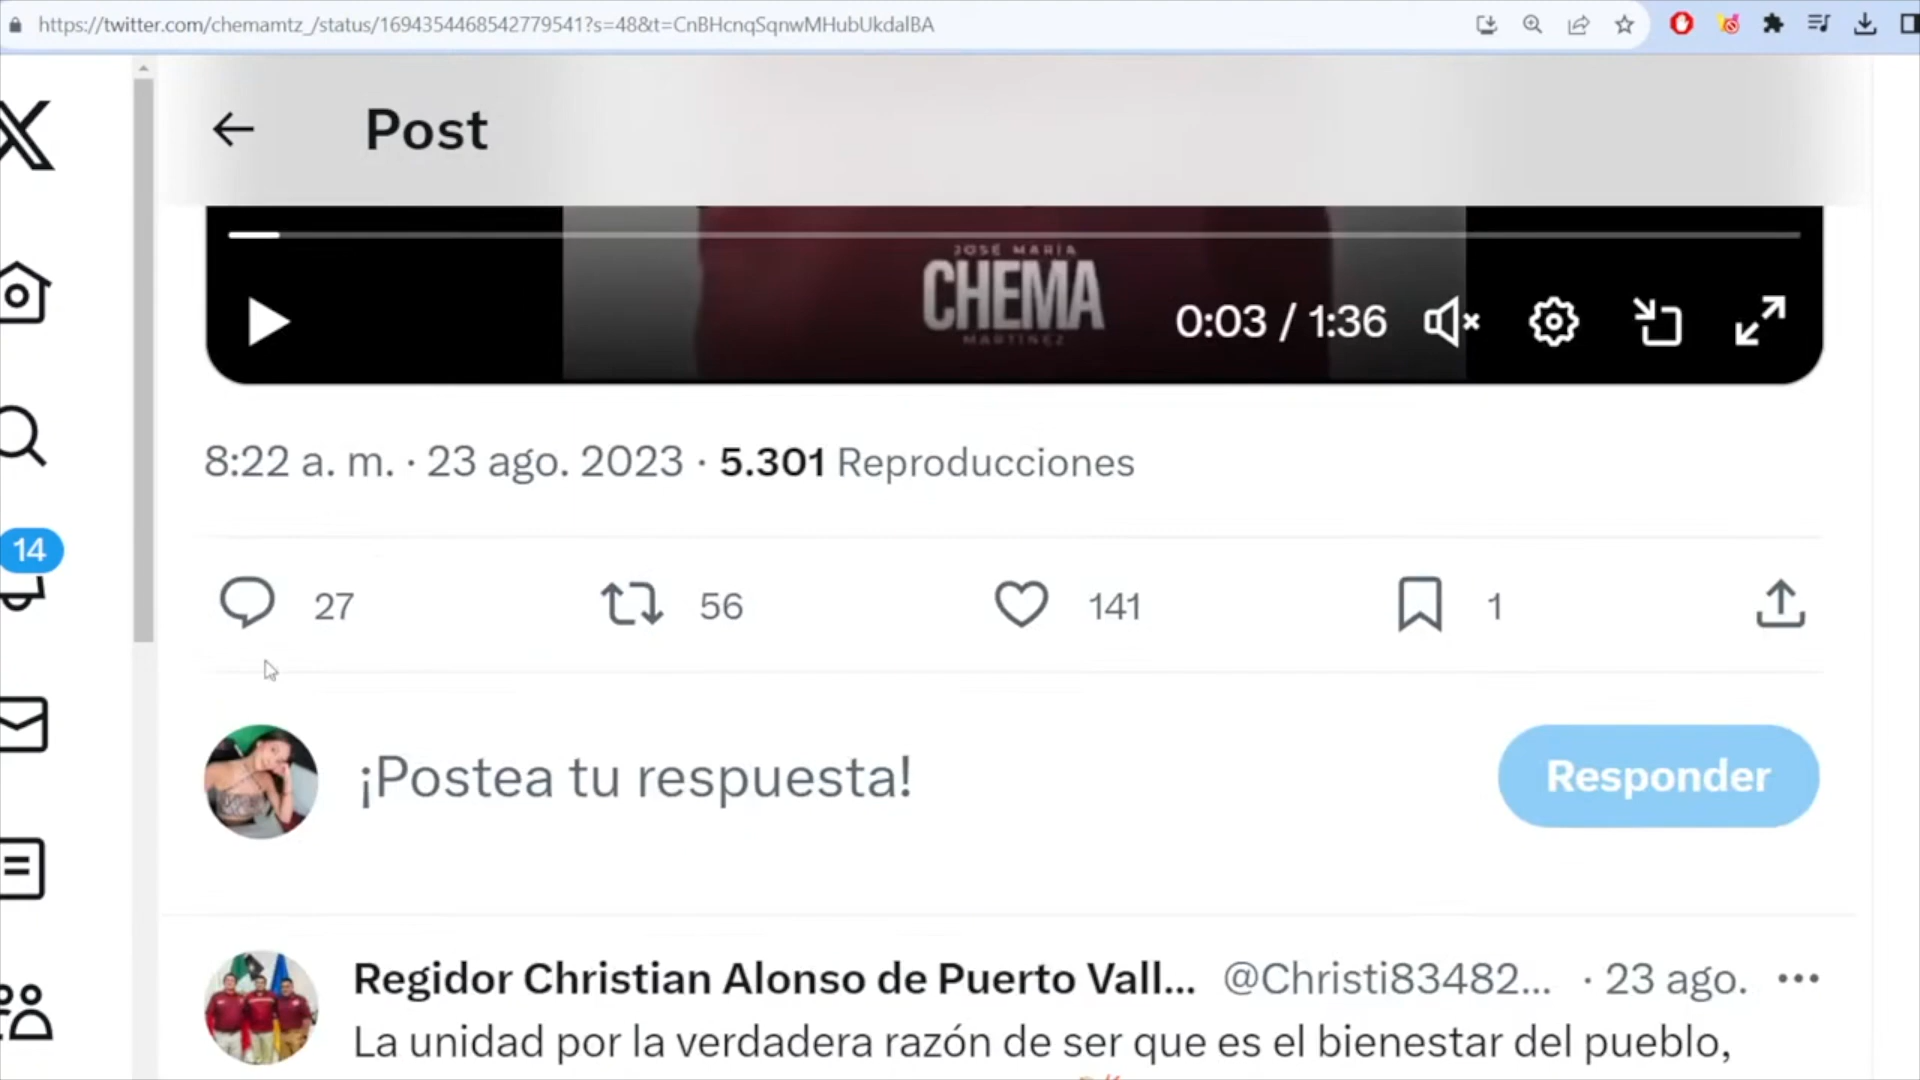 https://twitter.com/chemamtz_/status/1694354468542779541?s=48&t=CnBHcnqSqnwMHubUkdalBA
Post
JOSÉ MARÍA
CHEMA
MARTÍNEZ
0:03 / 1:36
8:22 a. m. · 23 ago. 2023 · 5.301 Reproducciones
14
27 56 141 1
¡Postea tu respuesta!
Responder
Regidor Christian Alonso de Puerto Vall... @Christi83482... · 23 ago.
La unidad por la verdadera razón de ser que es el bienestar del pueblo,